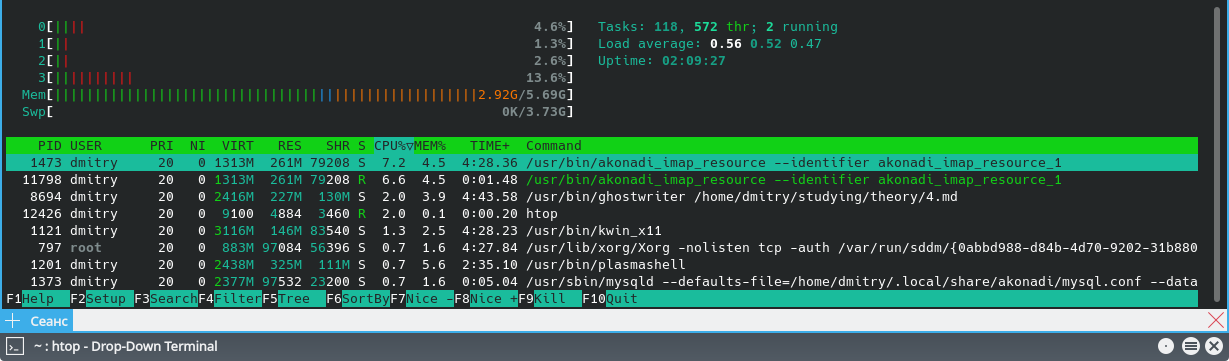 0[|||| 4.6%] Tasks: 118, 572 thr; 2 running
1[|| 1.3%] Load average: 0.56 0.52 0.47
2[|| 2.6%] Uptime: 02:09:27
3[|||||||||| 13.6%]
Mem[|||||||||||||||||||||||||||||||||||||||||||||||||||||2.92G/5.69G]
Swp[ 0K/3.73G]
PID USER PRI NI VIRT RES SHR S CPU%▽MEM% TIME+ Command
1473 dmitry 20 0 1313M 261M 79208 S 7.2 4.5 4:28.36 /usr/bin/akonadi_imap_resource --identifier akonadi_imap_resource_1
11798 dmitry 20 0 1313M 261M 79208 R 6.6 4.5 0:01.48 /usr/bin/akonadi_imap_resource --identifier akonadi_imap_resource_1
8694 dmitry 20 0 2416M 227M 130M S 2.0 3.9 4:43.58 /usr/bin/ghostwriter /home/dmitry/studying/theory/4.md
12426 dmitry 20 0 9100 4884 3460 R 2.0 0.1 0:00.20 htop
1121 dmitry 20 0 3116M 146M 83540 S 1.3 2.5 4:28.23 /usr/bin/kwin_x11
797 root 20 0 883M 97084 56396 S 0.7 1.6 4:27.84 /usr/lib/xorg/Xorg -nolisten tcp -auth /var/run/sddm/{0abbd988-d84b-4d70-9202-31b880
1201 dmitry 20 0 2438M 325M 111M S 0.7 5.6 2:35.10 /usr/bin/plasmashell
1373 dmitry 20 0 2377M 97532 23200 S 0.7 1.6 0:05.04 /usr/sbin/mysqld --defaults-file=/home/dmitry/.local/share/akonadi/mysql.conf --data
F1Help F2Setup F3SearchF4FilterF5Tree F6SortByF7Nice -F8Nice +F9Kill F10Quit
Сеанс
~ : htop - Drop-Down Terminal